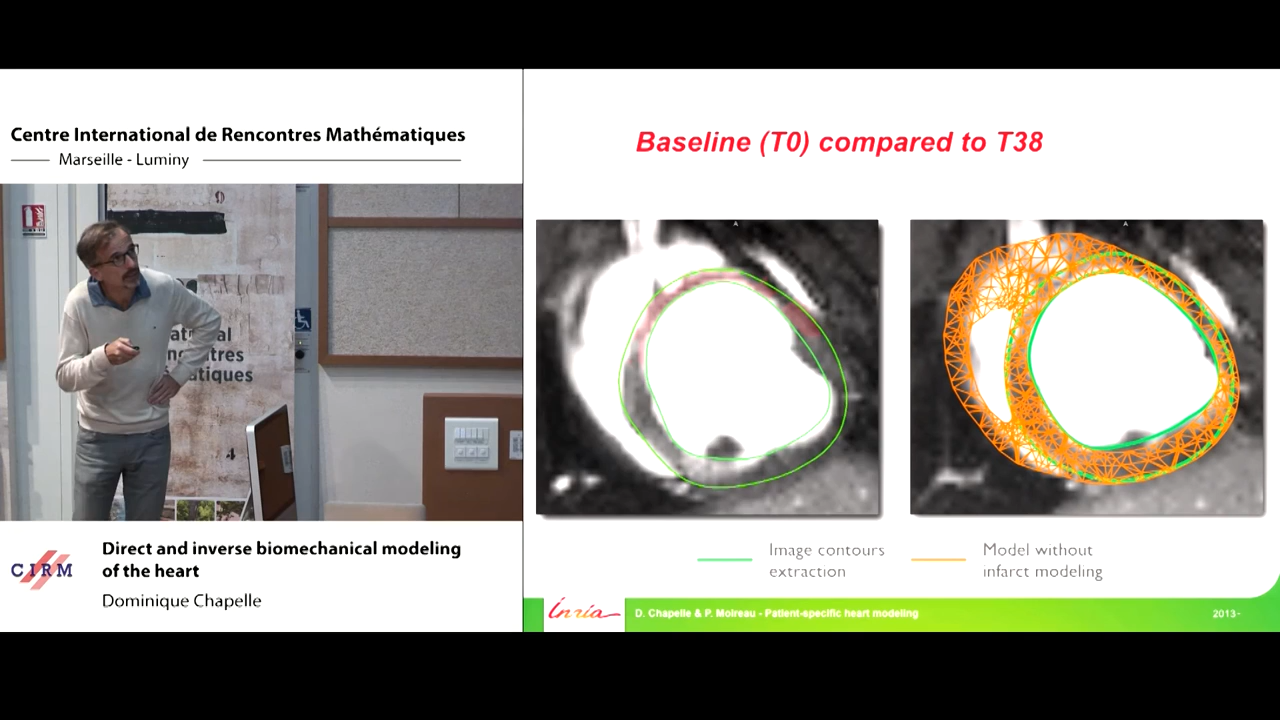 Centre International de Rencontres Mathématiques
Marseille - Luminy
CIRM
Direct and inverse biomechanical modeling
of the heart
Dominique Chapelle
Baseline (T0) compared to T38
A
A
Image contours
extraction
Model without
infarct modeling
Inria
D. Chapelle & P. Moireau - Patient-specific heart modeling
2013-